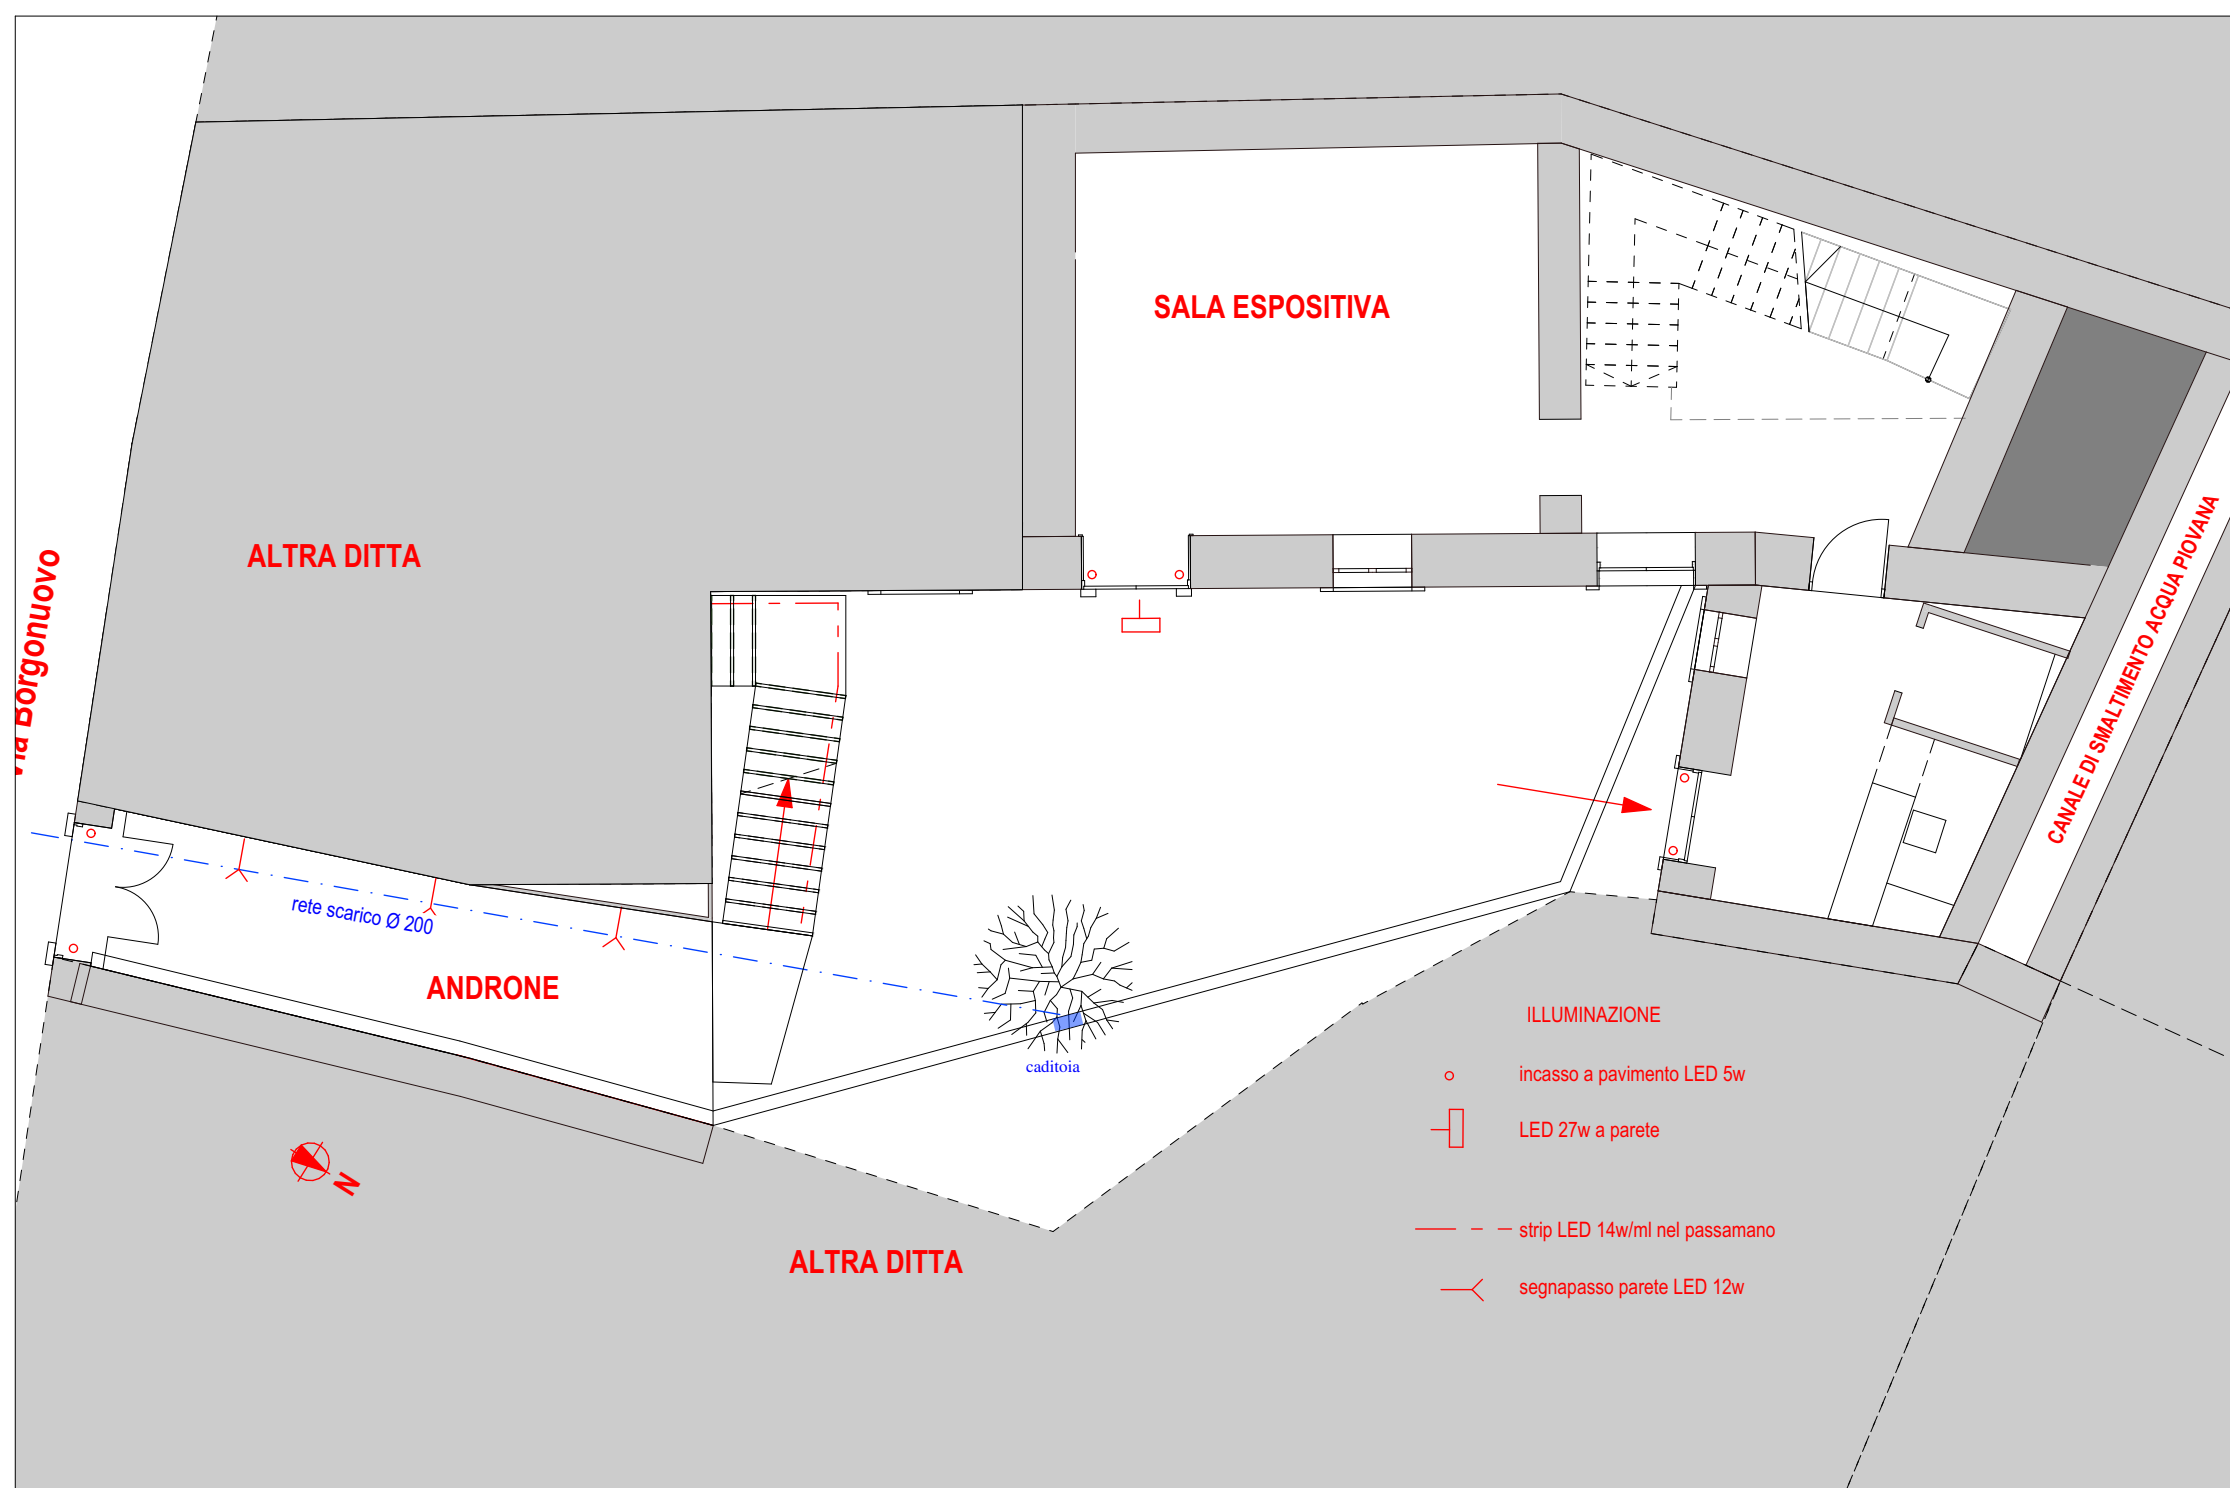 SALA ESPOSITIVA
ALTRA DITTA
Via Borgonuovo
CANALE DI SMALTIMENTO ACQUA PIOVANA
rete scarico Ø 200
ANDRONE
caditoia
N
ALTRA DITTA
ILLUMINAZIONE
incasso a pavimento LED 5w
LED 27w a parete
strip LED 14w/ml nel passamano
segnapasso parete LED 12w